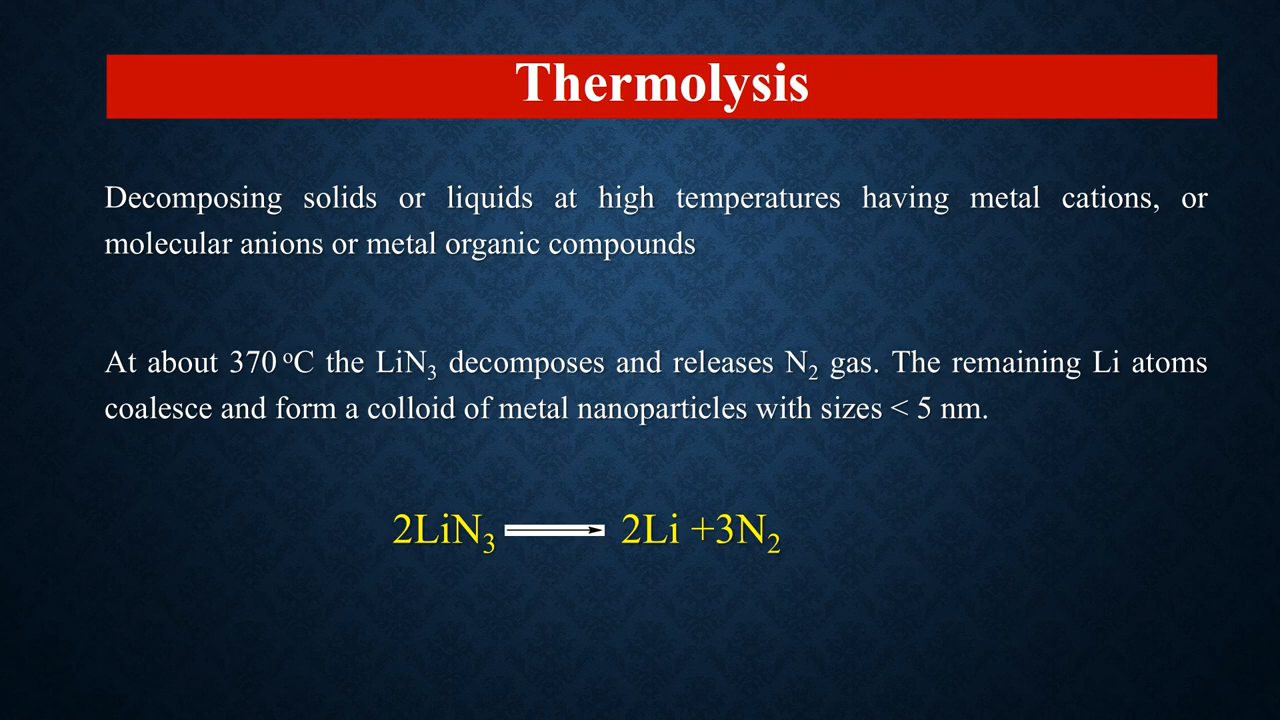 Thermolysis
Decomposing solids or liquids at high temperatures having metal cations, or
molecular anions or metal organic compounds
At about 370 ᵒC the LiN₃ decomposes and releases N₂ gas. The remaining Li atoms
coalesce and form a colloid of metal nanoparticles with sizes < 5 nm.
2LiN₃ ⟶ 2Li +3N₂